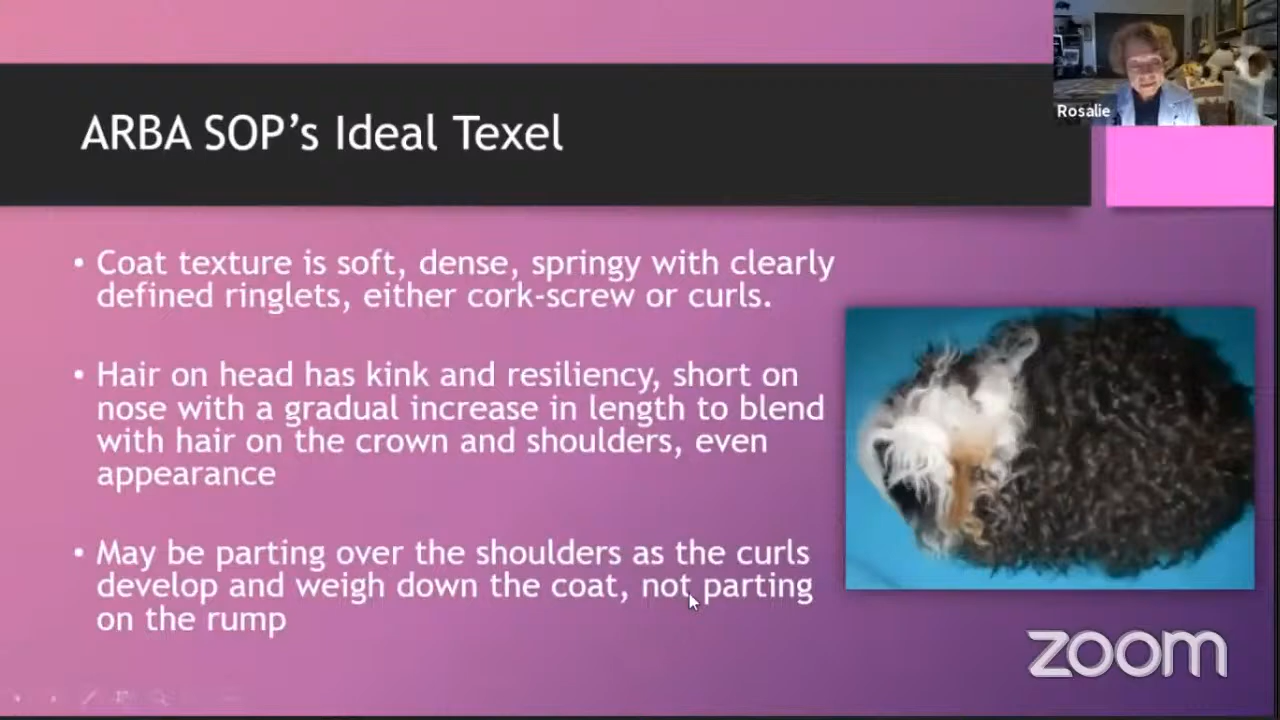 Rosalie
ARBA SOP's Ideal Texel
• Coat texture is soft, dense, springy with clearly
defined ringlets, either cork-screw or curls.
• Hair on head has kink and resiliency, short on
nose with a gradual increase in length to blend
with hair on the crown and shoulders, even
appearance
• May be parting over the shoulders as the curls
develop and weigh down the coat, not parting
on the rump
zoom